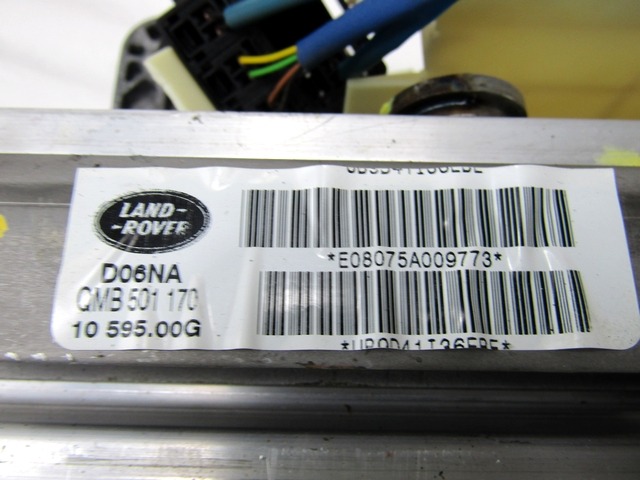 LAND-
-ROVER
D06NA
QMB 501 170
10 595.00G
*E08075A009773*